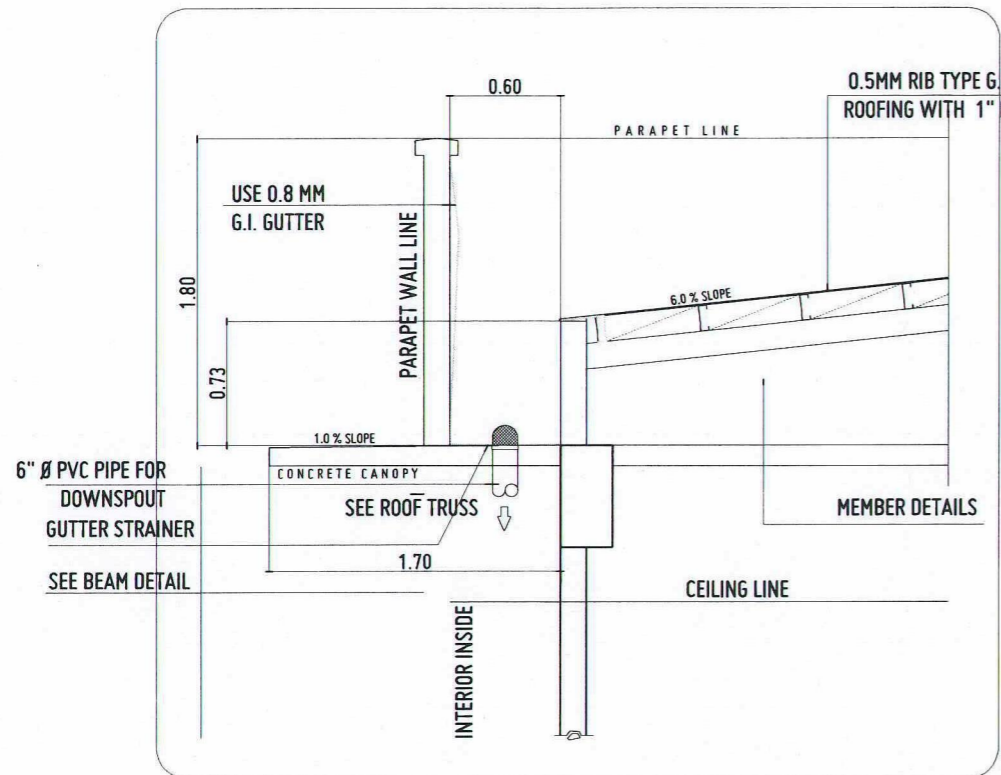 0.60
0.5MM RIB TYPE G.
ROOFING WITH 1"
PARAPET LINE
USE 0.8 MM
G.I. GUTTER
PARAPET WALL LINE
1.80
6.0 % SLOPE
0.73
1.0 % SLOPE
6" Ø PVC PIPE FOR
DOWNSPOUT
CONCRETE CANOPY
SEE ROOF TRUSS
MEMBER DETAILS
GUTTER STRAINER
1.70
SEE BEAM DETAIL
CEILING LINE
INTERIOR INSIDE